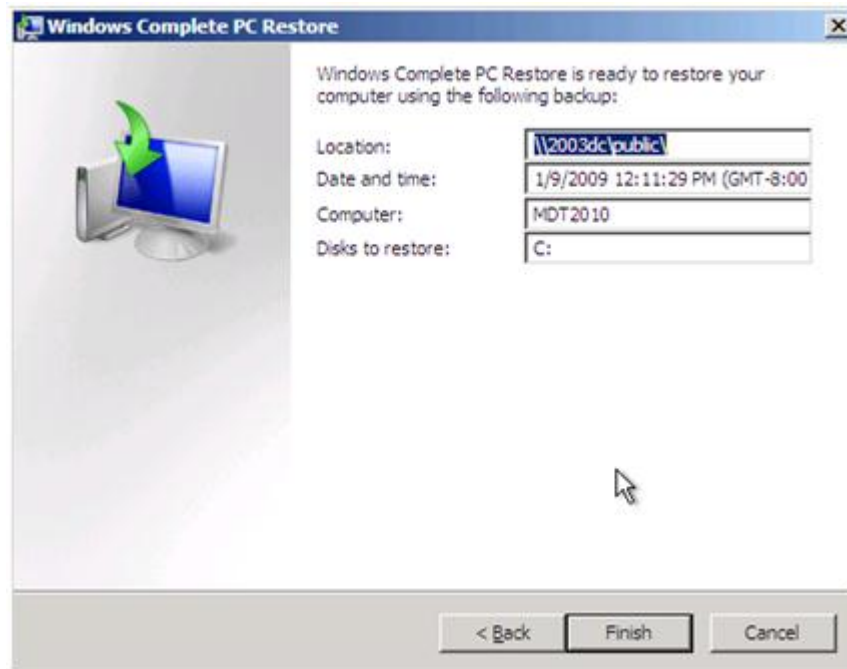 Windows Complete PC Restore
Windows Complete PC Restore is ready to restore your
computer using the following backup:
Location: \\2003dc\public\
Date and time: 1/9/2009 12:11:29 PM (GMT-8:00
Computer: MDT2010
Disks to restore: C:
< Back Finish Cancel